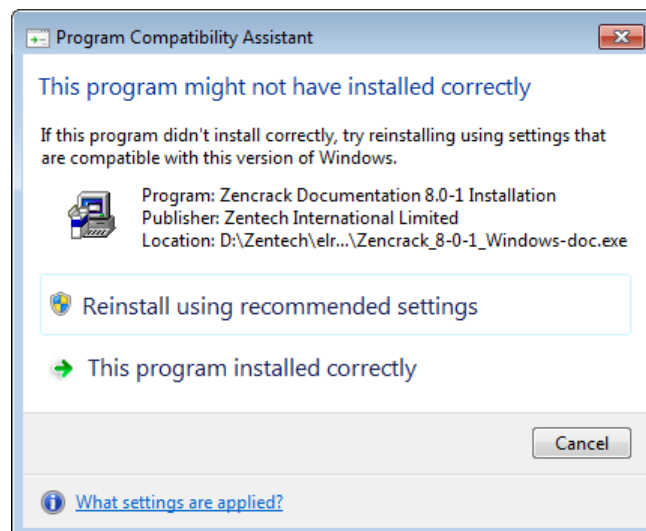 Program Compatibility Assistant
This program might not have installed correctly
If this program didn't install correctly, try reinstalling using settings that
are compatible with this version of Windows.
Program: Zencrack Documentation 8.0-1 Installation
Publisher: Zentech International Limited
Location: D:\Zentech\elr...\Zencrack_8-0-1_Windows-doc.exe
Reinstall using recommended settings
This program installed correctly
Cancel
What settings are applied?